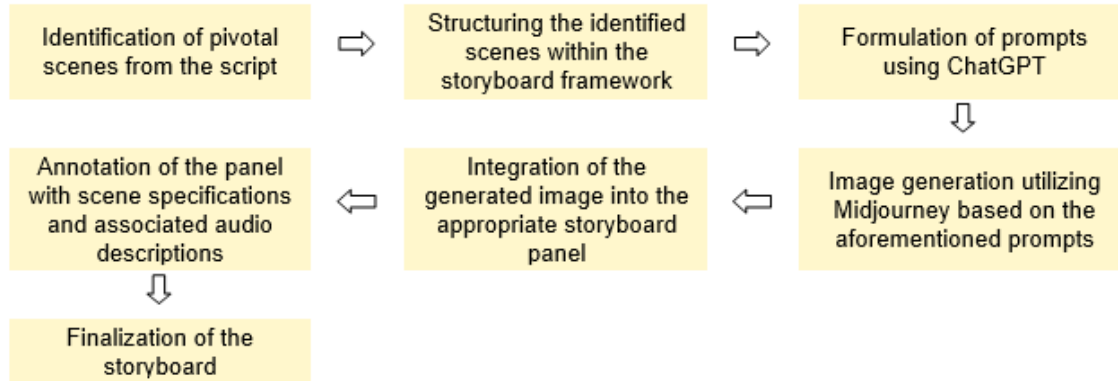 Identification of pivotal
scenes from the script
Structuring the identified
scenes within the
storyboard framework
Formulation of prompts
using ChatGPT
Image generation utilizing
Midjourney based on the
aforementioned prompts
Integration of the
generated image into the
appropriate storyboard
panel
Annotation of the panel
with scene specifications
and associated audio
descriptions
Finalization of the
storyboard